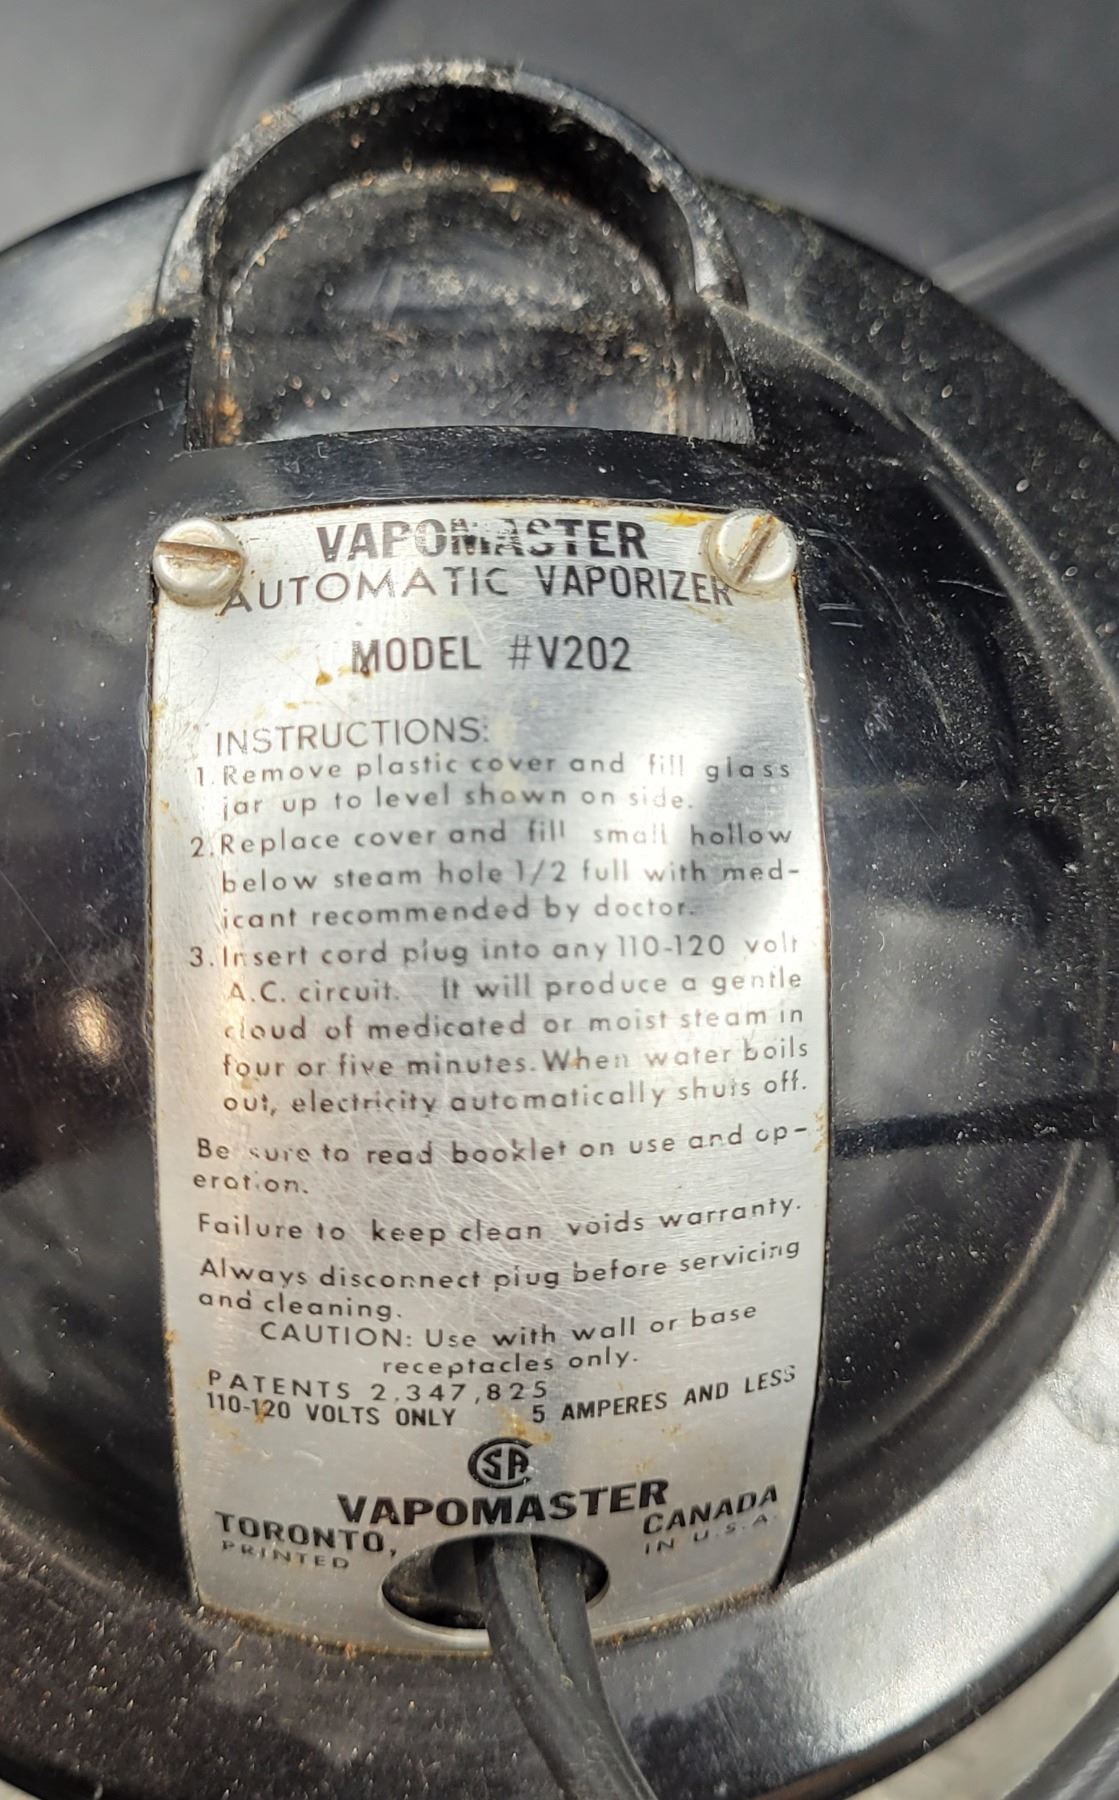 VAPOMASTER
AUTOMATIC VAPORIZER
MODEL #V202
INSTRUCTIONS:
1. Remove plastic cover and fill glass
jar up to level shown on side.
2. Replace cover and fill small hollow
below steam hole 1/2 full with med-
icant recommended by doctor.
3. Insert cord plug into any 110-120 volt
A.C. circuit. It will produce a gentle
cloud of medicated or moist steam in
four or five minutes. When water boils
out, electricity automatically shuts off.
Be sure to read booklet on use and op-
eration.
Failure to keep clean voids warranty.
Always disconnect plug before servicing
and cleaning.
CAUTION: Use with wall or base
receptacles only.
PATENTS 2,347,825
110-120 VOLTS ONLY 5 AMPERES AND LESS
CSA
VAPOMASTER
TORONTO, CANADA
PRINTED IN U.S.A.